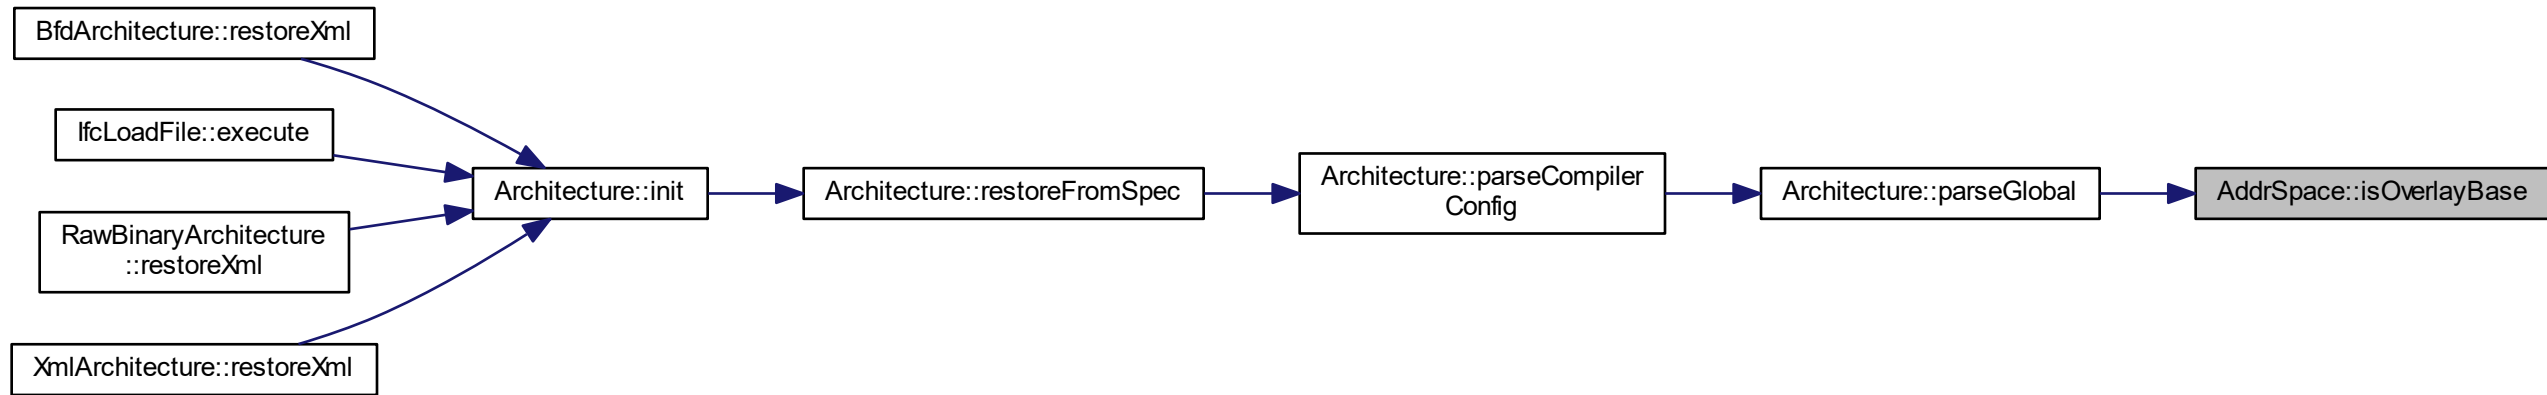 BfdArchitecture::restoreXml
IfcLoadFile::execute
RawBinaryArchitecture
::restoreXml
XmlArchitecture::restoreXml
Architecture::init
Architecture::restoreFromSpec
Architecture::parseCompiler
Config
Architecture::parseGlobal
AddrSpace::isOverlayBase